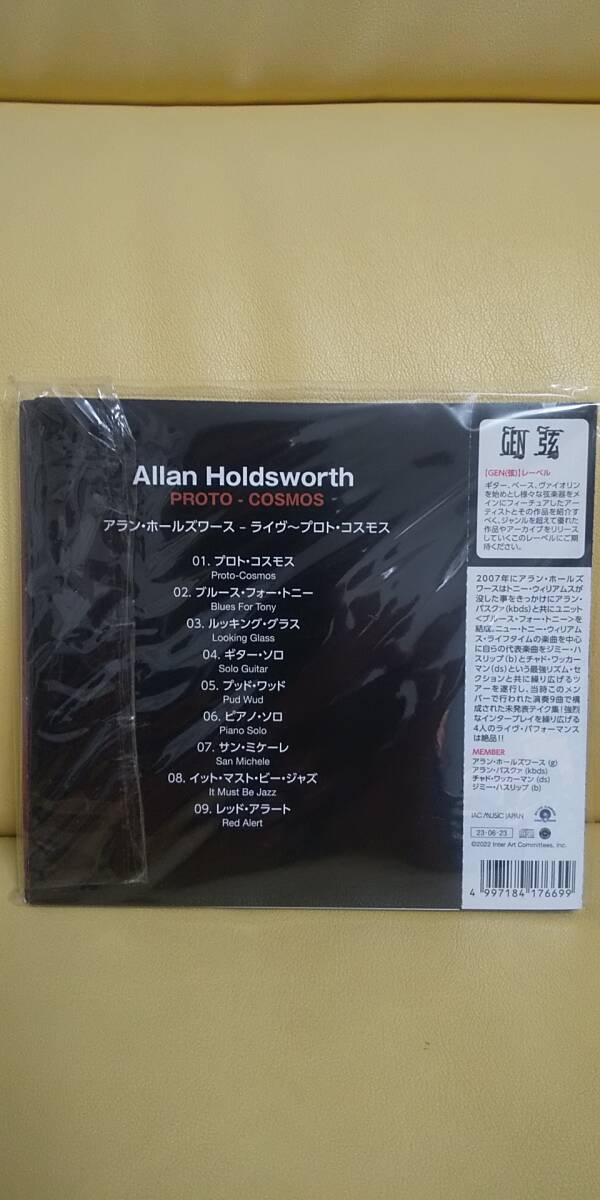 Allan Holdsworth
PROTO - COSMOS
アラン・ホールズワース – ライヴ〜プロト・コスモス
01. プロト・コスモス
Proto-Cosmos
02. ブルース・フォー・トニー
Blues For Tony
03. ルッキング・グラス
Looking Glass
04. ギター・ソロ
Solo Guitar
05. プッド・ワッド
Pud Wud
06. ピアノ・ソロ
Piano Solo
07. サン・ミケーレ
San Michele
08. イット・マスト・ビー・ジャズ
It Must Be Jazz
09. レッド・アラート
Red Alert
GEN 弦
【GEN(弦)】レーベル
ギター、ベース、ヴァイオリン
を始めとし様々な弦楽器をメ
インにフィーチュアしたアー
ティストとその作品を紹介す
べく、ジャンルを超えて優れた
作品やアーカイブをリリース
していくこのレーベルにご期
待ください。
2007年にアラン・ホールズ
ワースはトニー・ウィリアムスが
没した事をきっかけにアラン・
パスクァ(kbds)と共にユニット
<ブルース・フォー・トニー>を
結成。ニュー・トニー・ウィリアム
ス・ライフタイムの楽曲を中心
に自らの代表楽曲をジミー・ハ
スリップ(b)とチャド・ワッカー
マン(ds)という最強リズム・セ
クションと共に繰り広げるツ
アーを遂行し、当時このメン
バーで行われた演奏9曲で構
成された未発表テイク集!強烈
なインタープレイを繰り広げる
4人のライヴ・パフォーマンス
は絶品!!
MEMBER
アラン・ホールズワース (g)
アラン・パスクァ (kbds)
チャド・ワッカーマン (ds)
ジミー・ハスリップ (b)
IAC MUSIC JAPAN
23・06・23
©2022 Inter Art Committees, Inc.
4 997184 176699